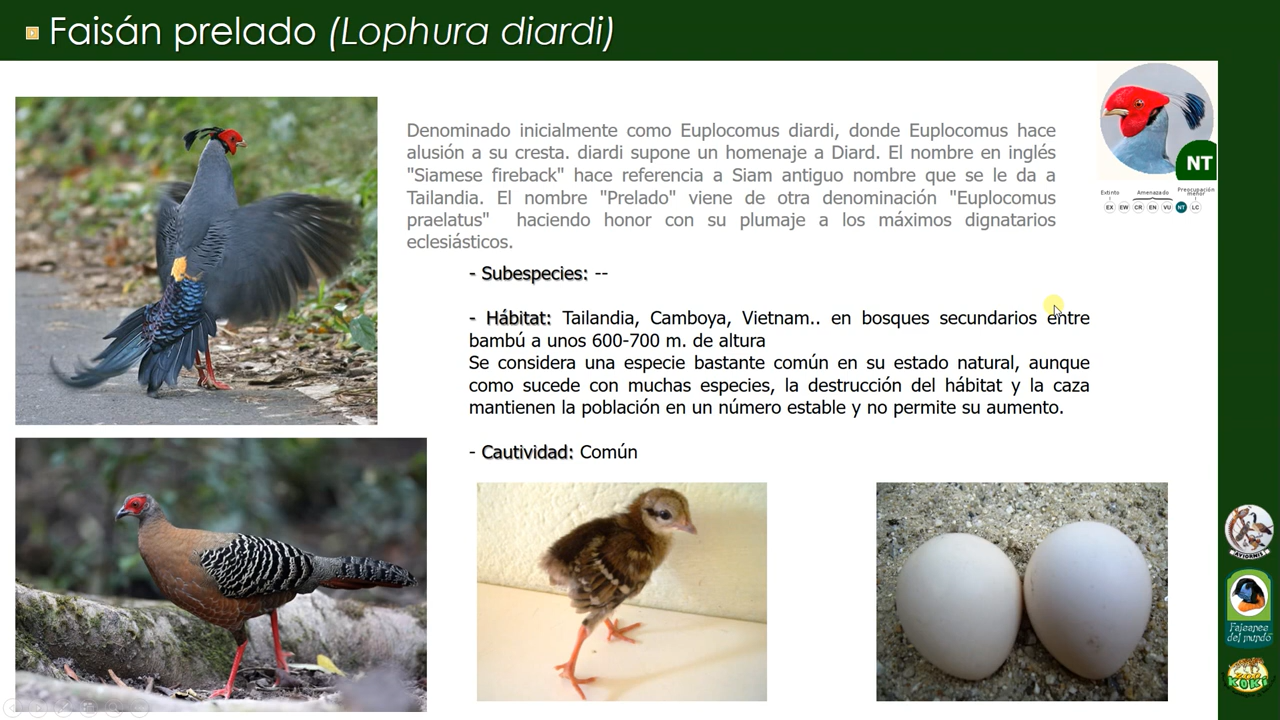 Faisán prelado (Lophura diardi)
Denominado inicialmente como Euplocomus diardi, donde Euplocomus hace
alusión a su cresta. diardi supone un homenaje a Diard. El nombre en inglés
"Siamese fireback" hace referencia a Siam antiguo nombre que se le da a
Tailandia. El nombre "Prelado" viene de otra denominación "Euplocomus
praelatus" haciendo honor con su plumaje a los máximos dignatarios
eclesiásticos.
NT
Extinto Amenazado Preocupación menor
EX EW CR EN VU NT LC
- Subespecies: --
- Hábitat: Tailandia, Camboya, Vietnam.. en bosques secundarios entre
bambú a unos 600-700 m. de altura
Se considera una especie bastante común en su estado natural, aunque
como sucede con muchas especies, la destrucción del hábitat y la caza
mantienen la población en un número estable y no permite su aumento.
- Cautividad: Común
AVIORNIS
Faisanes
del mundo
KOKI